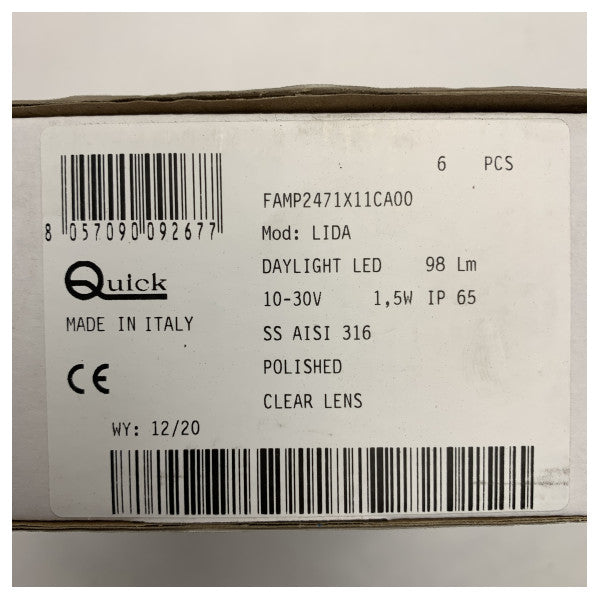 6 PCS
8 057090 092677
FAMP2471X11CA00
Mod: LIDA
DAYLIGHT LED 98 Lm
Quick
10-30V 1,5W IP 65
MADE IN ITALY
SS AISI 316
POLISHED
CE
CLEAR LENS
WY: 12/20